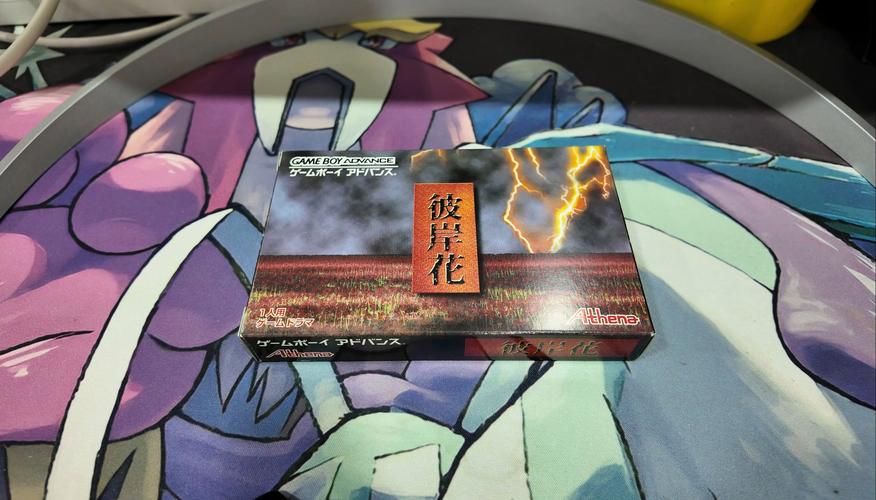 GAME BOY ADVANCE
ゲームボーイ アドバンス
彼岸花
1人用
ゲームドラマ
Athena
ゲームボーイ アドバンス
Athena
彼岸花